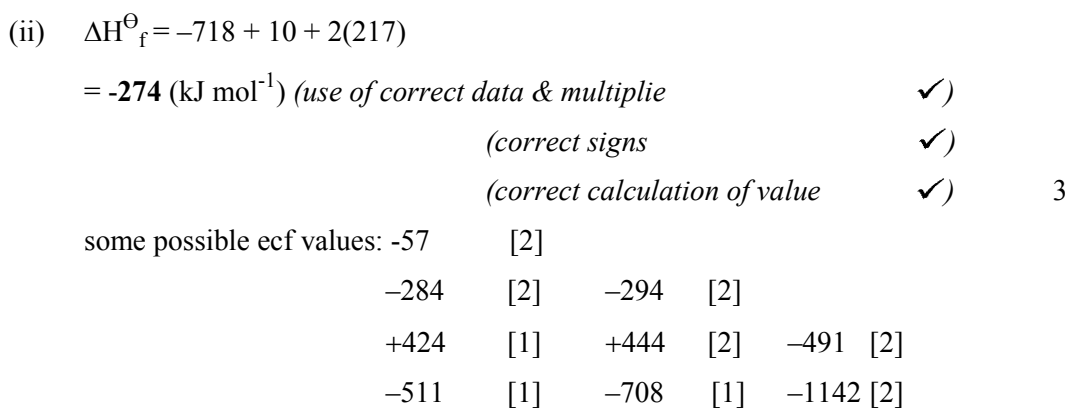 (ii) ΔH^Θ_f = –718 + 10 + 2(217)
= -274 (kJ mol^-1) (use of correct data & multiplie ✓)
(correct signs ✓)
(correct calculation of value ✓) 3
some possible ecf values: -57 [2]
–284 [2] –294 [2]
+424 [1] +444 [2] –491 [2]
–511 [1] –708 [1] –1142 [2]